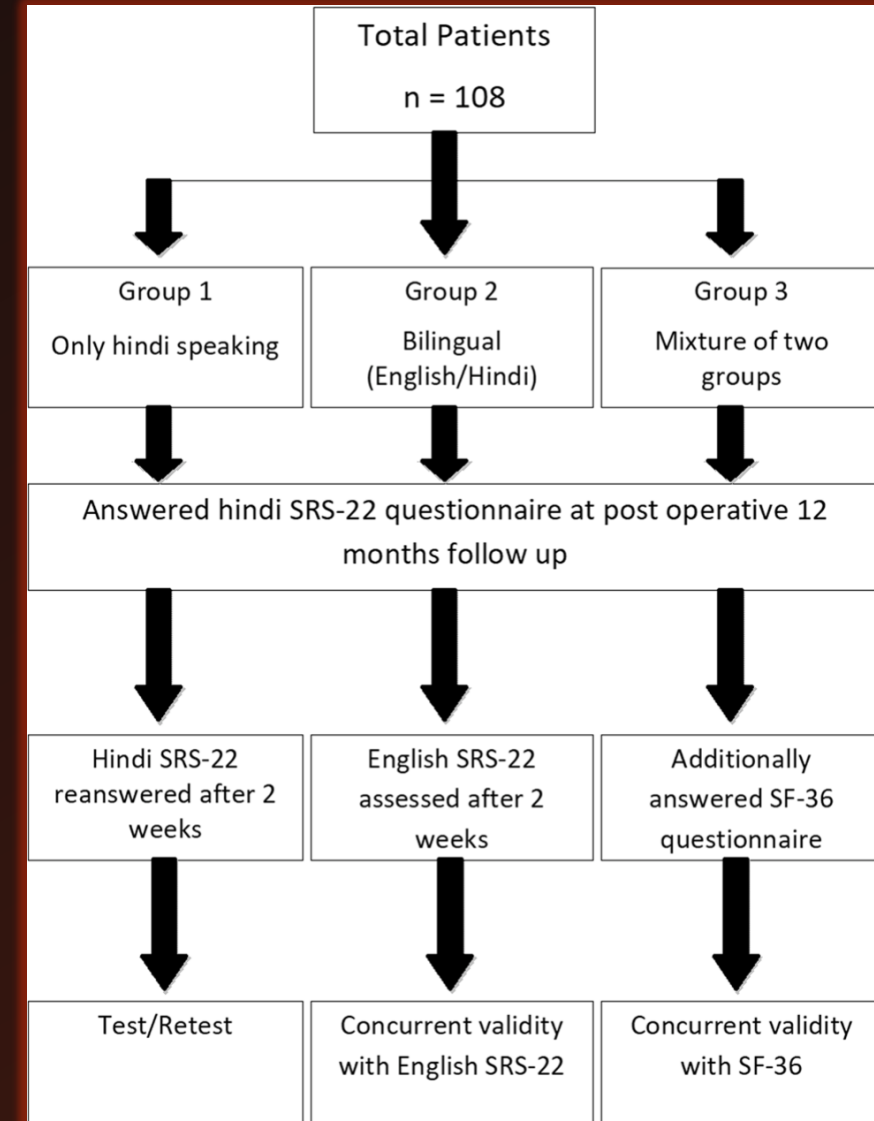 Total Patients
n = 108
Group 1
Only hindi speaking
Group 2
Bilingual
(English/Hindi)
Group 3
Mixture of two
groups
Answered hindi SRS-22 questionnaire at post operative 12
months follow up
Hindi SRS-22
reanswered after 2
weeks
English SRS-22
assessed after 2
weeks
Additionally
answered SF-36
questionnaire
Test/Retest
Concurrent validity
with English SRS-22
Concurrent validity
with SF-36